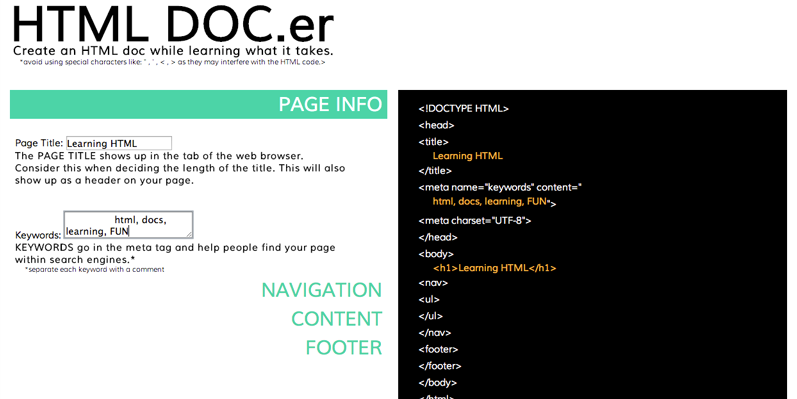 HTML DOC.er
Create an HTML doc while learning what it takes.
*avoid using special characters like: " , ' , < , > as they may interfere with the HTML code.>
PAGE INFO
Page Title: Learning HTML
The PAGE TITLE shows up in the tab of the web browser.
Consider this when deciding the length of the title. This will also
show up as a header on your page.
html, docs,
Keywords: learning, FUN
KEYWORDS go in the meta tag and help people find your page
within search engines.*
*separate each keyword with a comment
NAVIGATION
CONTENT
FOOTER
<!DOCTYPE HTML>
<head>
<title>
Learning HTML
</title>
<meta name="keywords" content="
html, docs, learning, FUN">
<meta charset="UTF-8">
</head>
<body>
<h1>Learning HTML</h1>
<nav>
<ul>
</ul>
</nav>
<footer>
</footer>
</body>
</html>